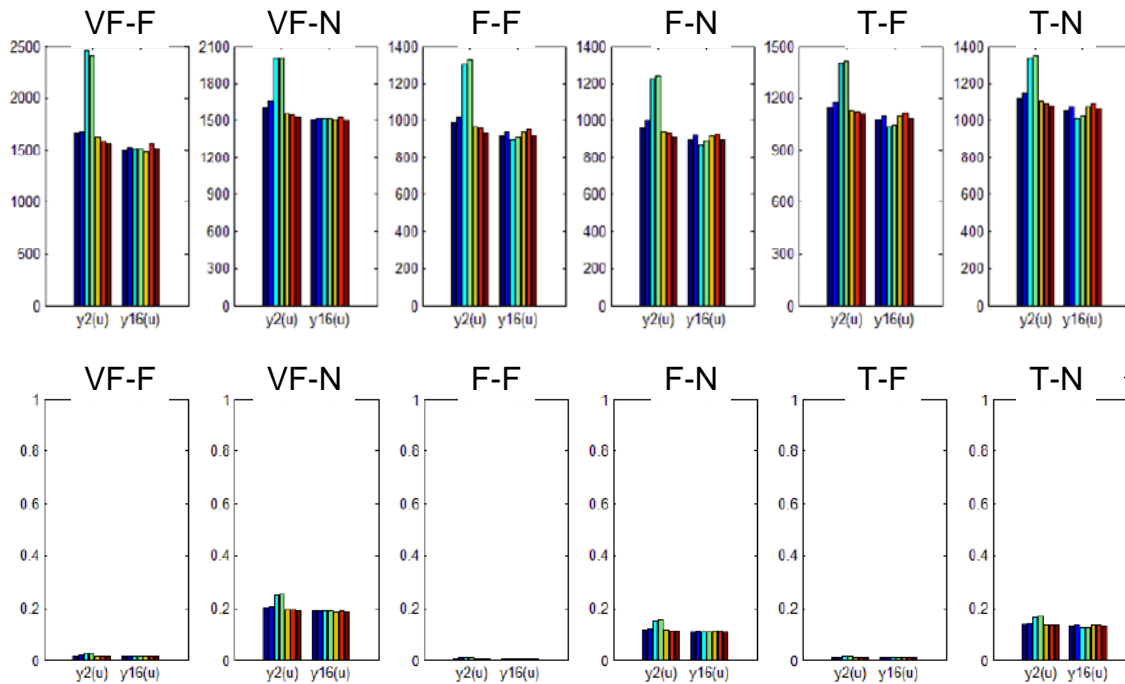 VF-F VF-N F-F F-N T-F T-N
2500 2100 1400 1400 1500 1400
1800 1200 1200 1200
2000 1200
1500 1000 1000 1000
1500 1500
1200 800 800 800
900 600 600 600
1000 600
600 400 400 400
500 300
300 200 200 200
0 0 0 0 0 0
y2(u) y16(u) y2(u) y16(u) y2(u) y16(u) y2(u) y16(u) y2(u) y16(u) y2(u) y16(u)
VF-F VF-N F-F F-N T-F T-N
1 1 1 1 1 1
0.8 0.8 0.8 0.8 0.8 0.8
0.6 0.6 0.6 0.6 0.6 0.6
0.4 0.4 0.4 0.4 0.4 0.4
0.2 0.2 0.2 0.2 0.2 0.2
0 0 0 0 0 0
y2(u) y16(u) y2(u) y16(u) y2(u) y16(u) y2(u) y16(u) y2(u) y16(u) y2(u) y16(u)